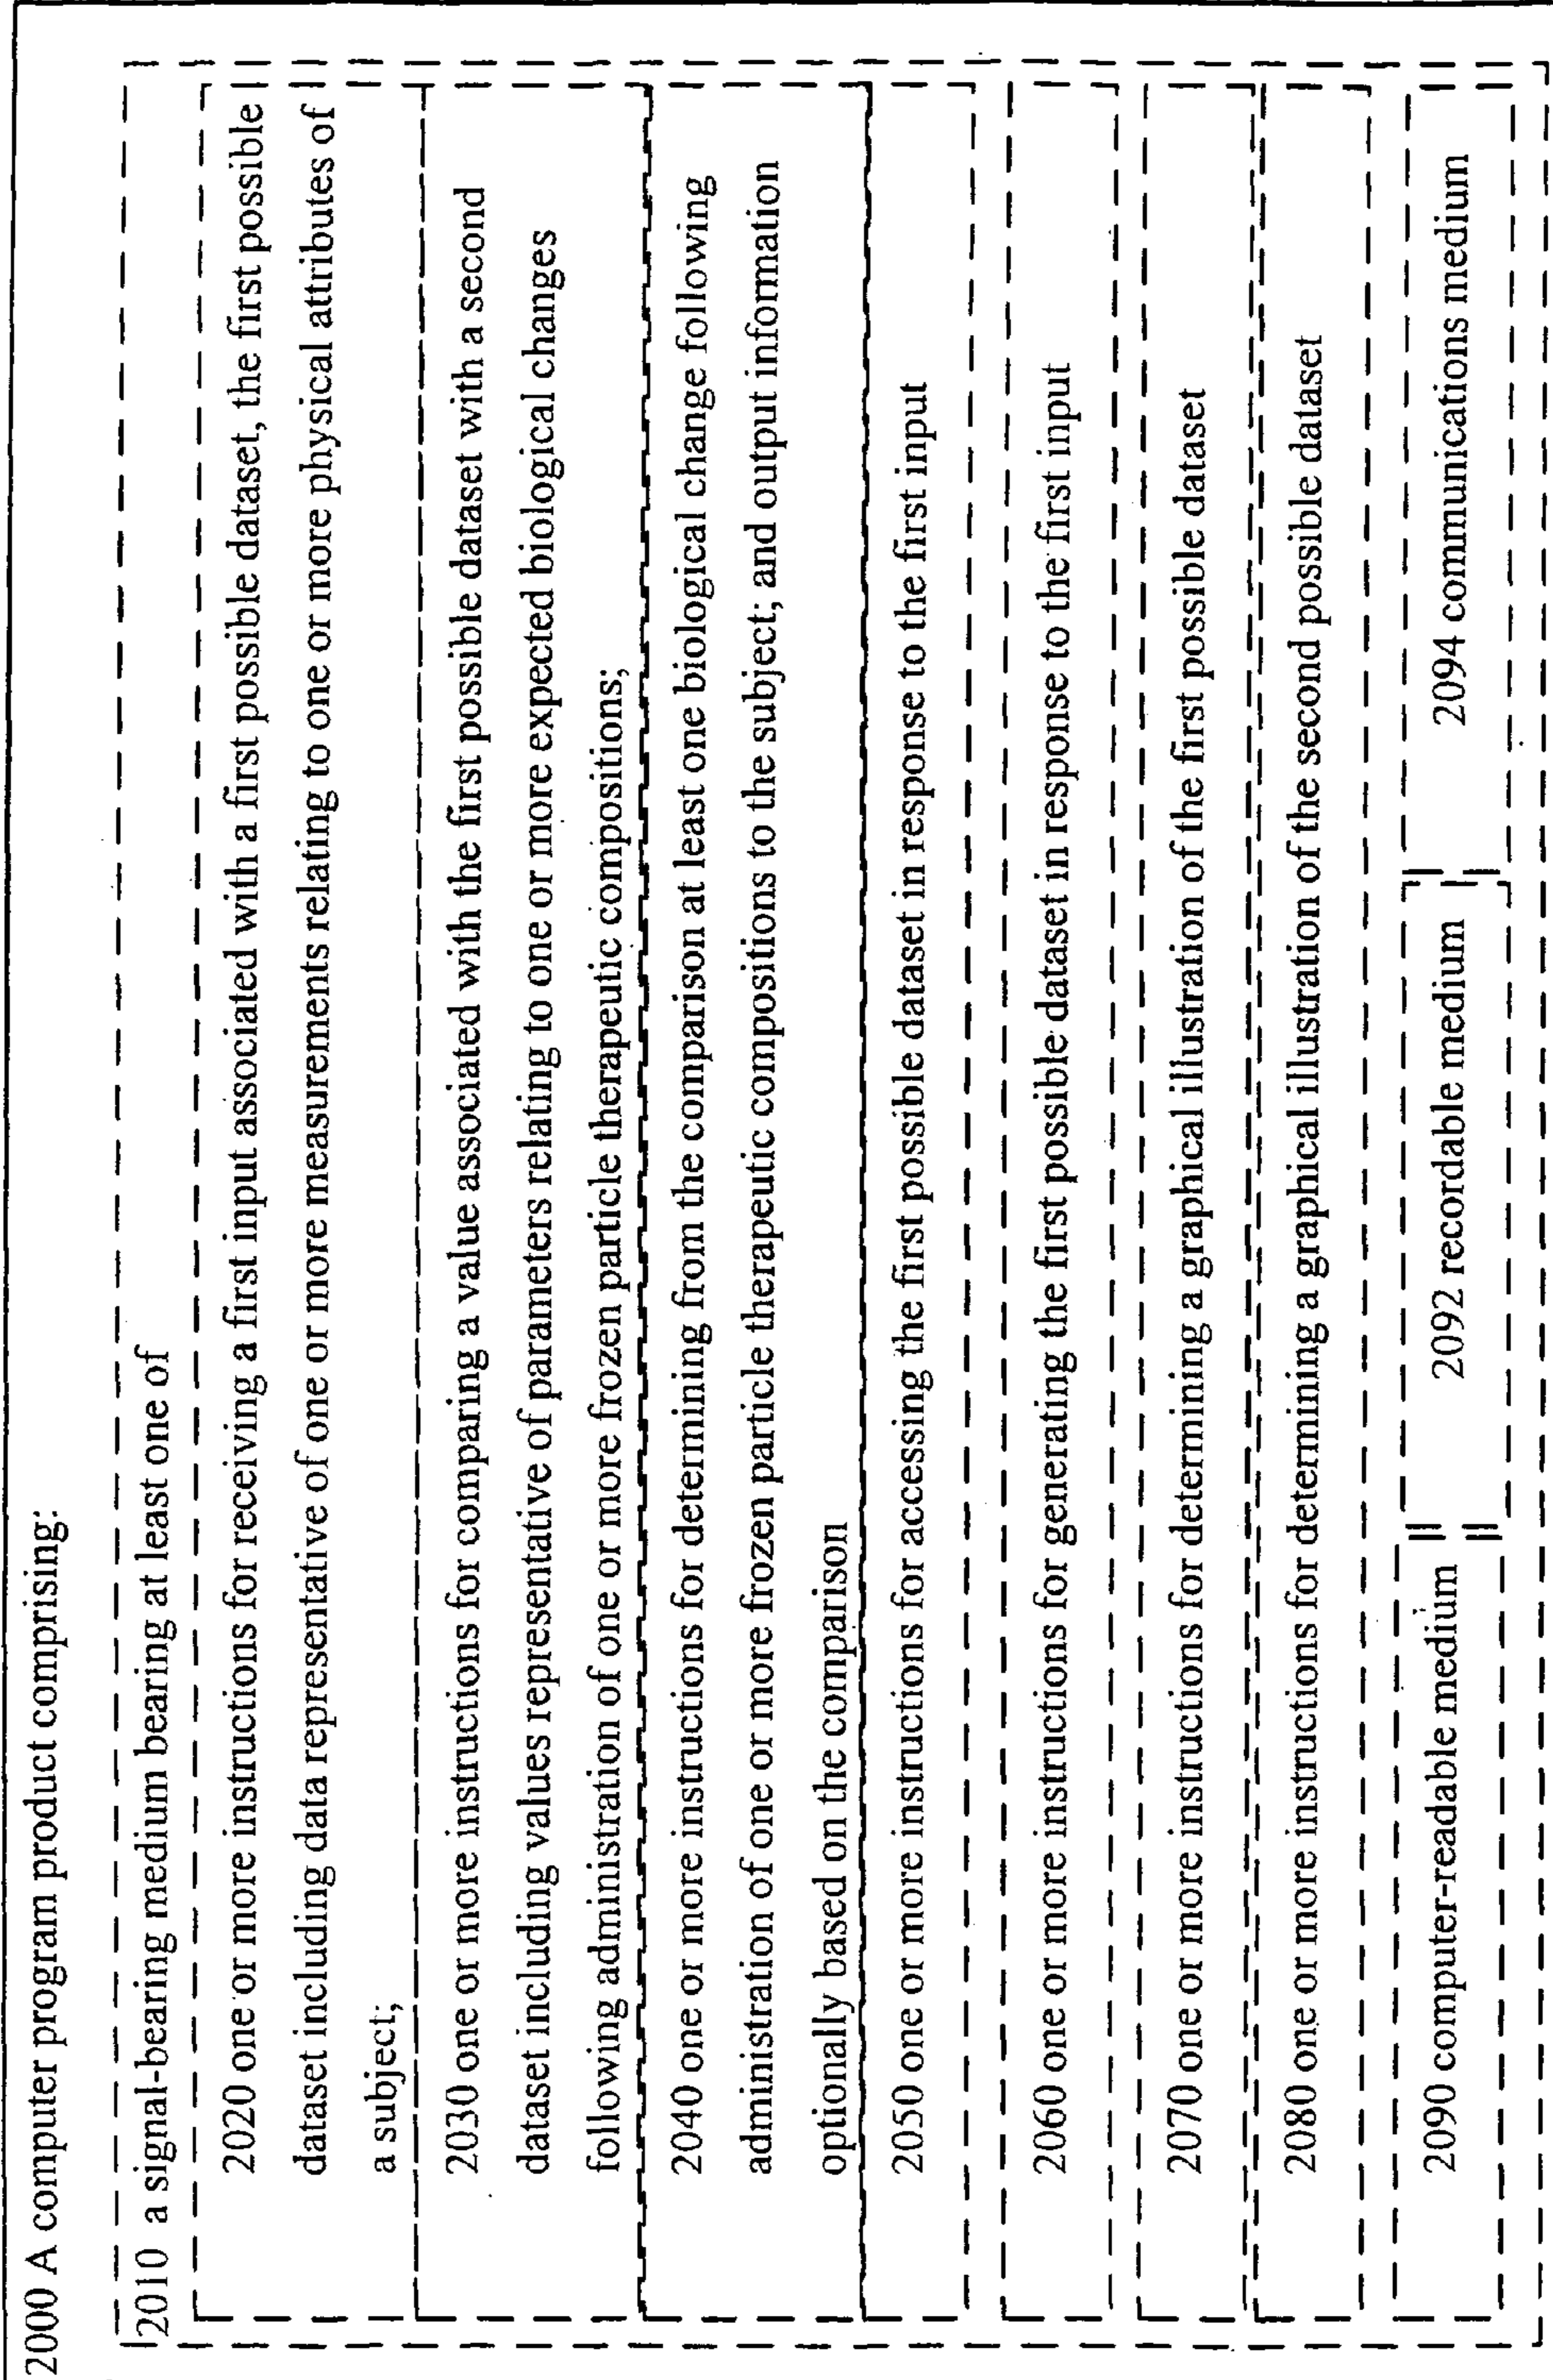 2000 A computer program product comprising:
2010 a signal-bearing medium bearing at least one of
2020 one or more instructions for receiving a first input associated with a first possible dataset, the first possible
dataset including data representative of one or more measurements relating to one or more physical attributes of
a subject;
2030 one or more instructions for comparing a value associated with the first possible dataset with a second
dataset including values representative of parameters relating to one or more expected biological changes
following administration of one or more frozen particle therapeutic compositions;
2040 one or more instructions for determining from the comparison at least one biological change following
administration of one or more frozen particle therapeutic compositions to the subject; and output information
optionally based on the comparison
2050 one or more instructions for accessing the first possible dataset in response to the first input
2060 one or more instructions for generating the first possible dataset in response to the first input
2070 one or more instructions for determining a graphical illustration of the first possible dataset
2080 one or more instructions for determining a graphical illustration of the second possible dataset
2090 computer-readable medium 2092 recordable medium 2094 communications medium